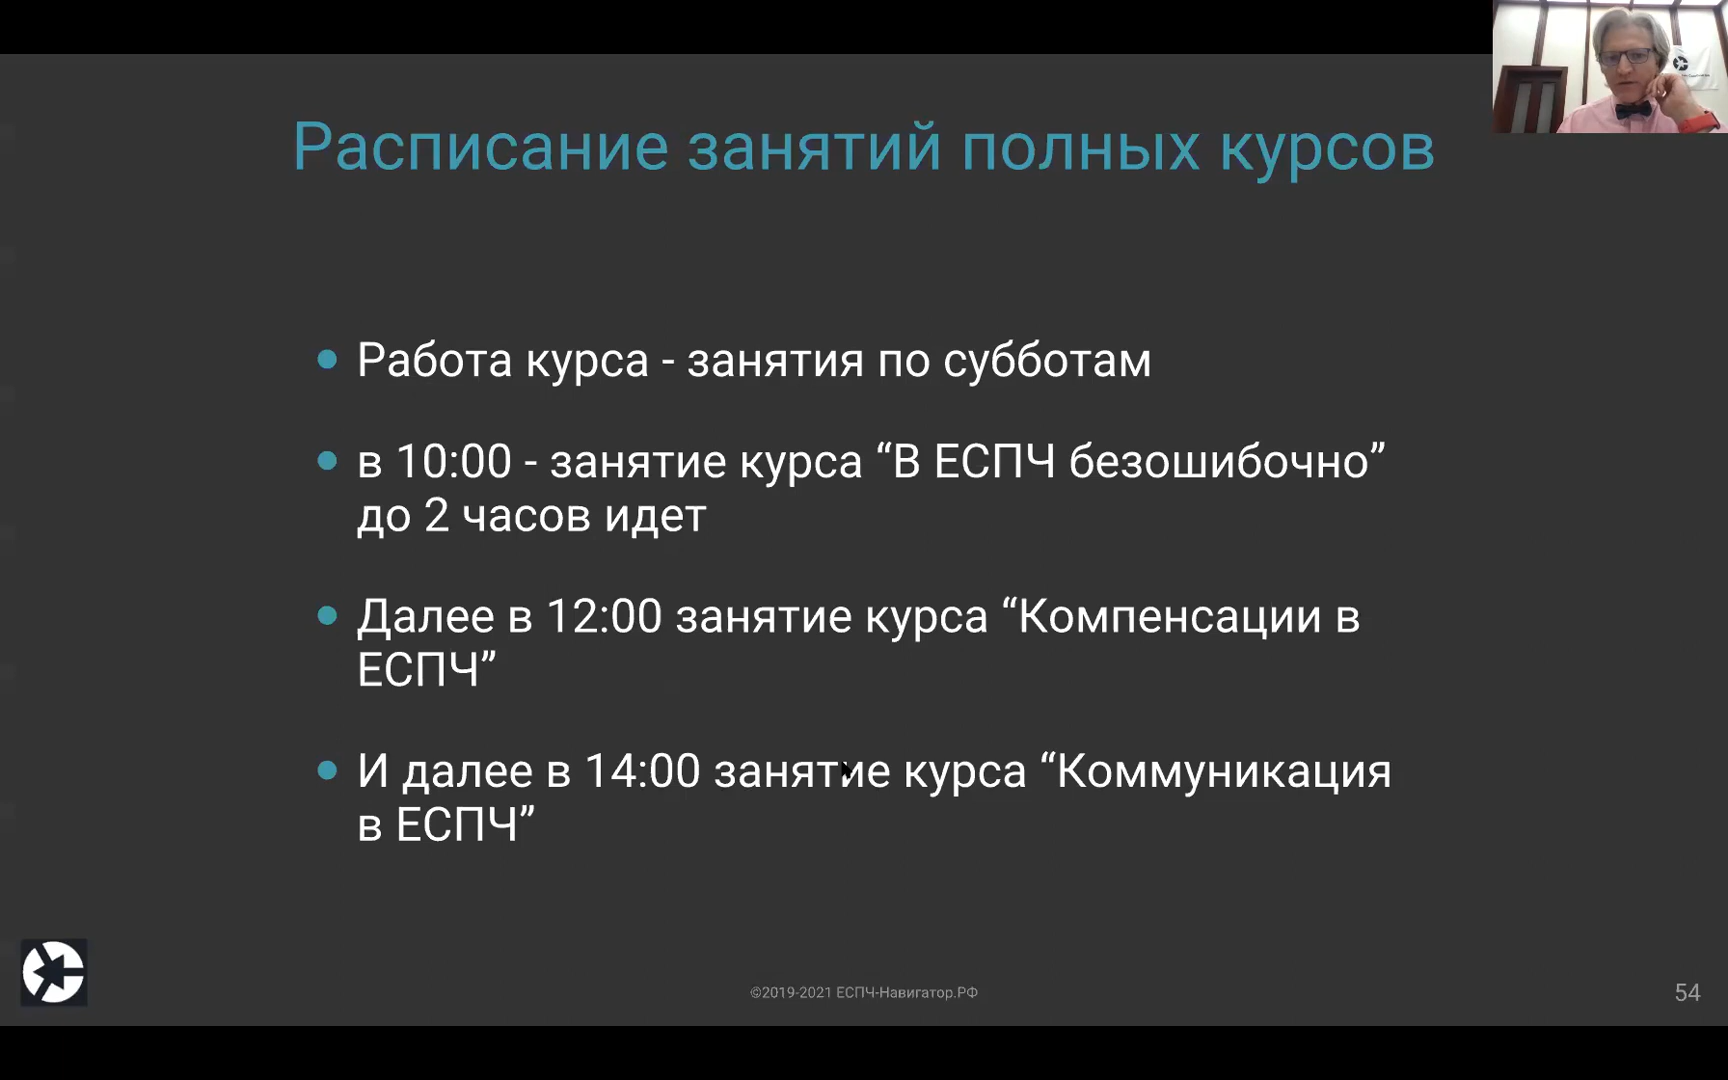 Расписание занятий полных курсов
Работа курса - занятия по субботам
в 10:00 - занятие курса “В ЕСПЧ безошибочно”
до 2 часов идет
Далее в 12:00 занятие курса “Компенсации в
ЕСПЧ”
И далее в 14:00 занятие курса “Коммуникация
в ЕСПЧ”
©2019-2021 ЕСПЧ-Навигатор.РФ
54